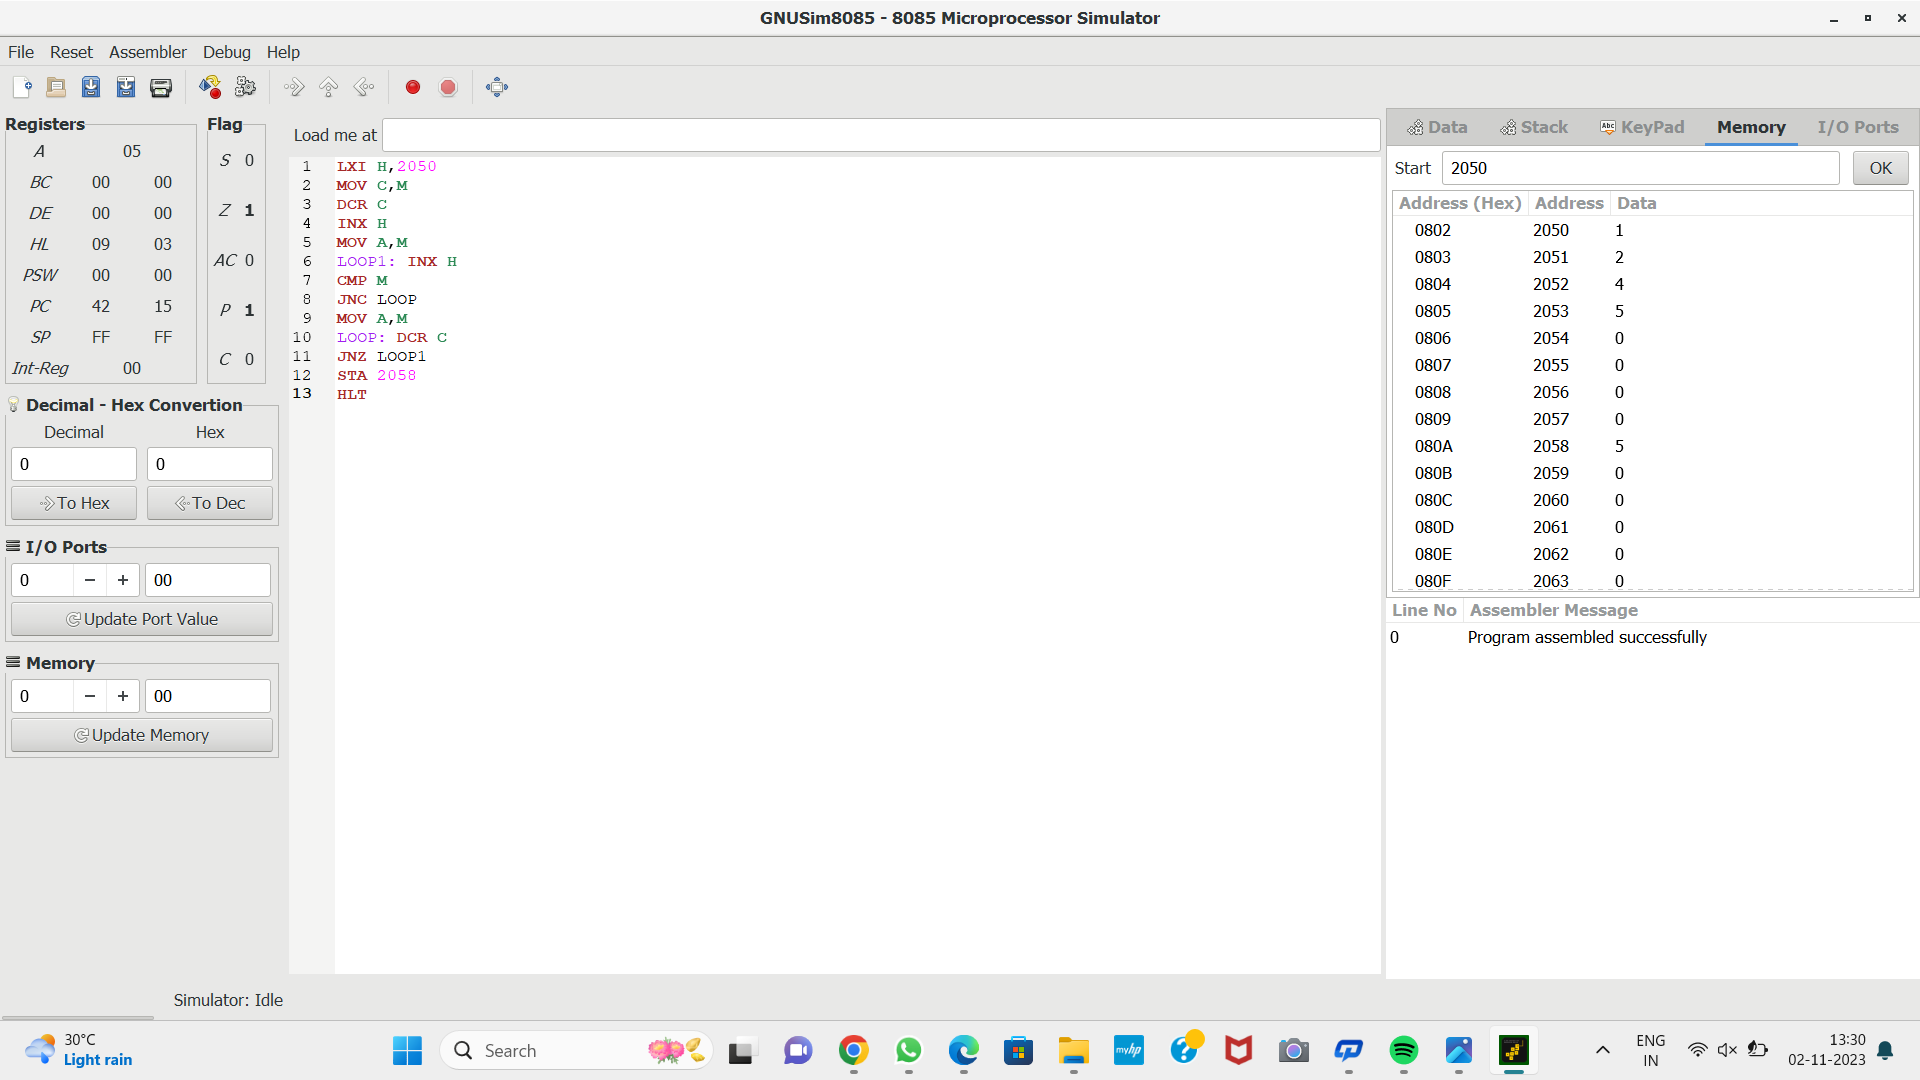 GNUSim8085 - 8085 Microprocessor Simulator
File Reset Assembler Debug Help
Registers
A 05
BC 00 00
DE 00 00
HL 09 03
PSW 00 00
PC 42 15
SP FF FF
Int-Reg 00
Flag
S 0
Z 1
AC 0
P 1
C 0
Decimal - Hex Convertion
Decimal Hex
0 0
To Hex To Dec
I/O Ports
0 − + 00
Update Port Value
Memory
0 − + 00
Update Memory
Load me at
1 LXI H,2050
2 MOV C,M
3 DCR C
4 INX H
5 MOV A,M
6 LOOP1: INX H
7 CMP M
8 JNC LOOP
9 MOV A,M
10 LOOP: DCR C
11 JNZ LOOP1
12 STA 2058
13 HLT
Data Stack Abc KeyPad Memory I/O Ports
Start 2050 OK
Address (Hex) Address Data
0802 2050 1
0803 2051 2
0804 2052 4
0805 2053 5
0806 2054 0
0807 2055 0
0808 2056 0
0809 2057 0
080A 2058 5
080B 2059 0
080C 2060 0
080D 2061 0
080E 2062 0
080F 2063 0
Line No Assembler Message
0 Program assembled successfully
Simulator: Idle
30°C
Light rain
Search
myhp
ENG
IN
13:30
02-11-2023